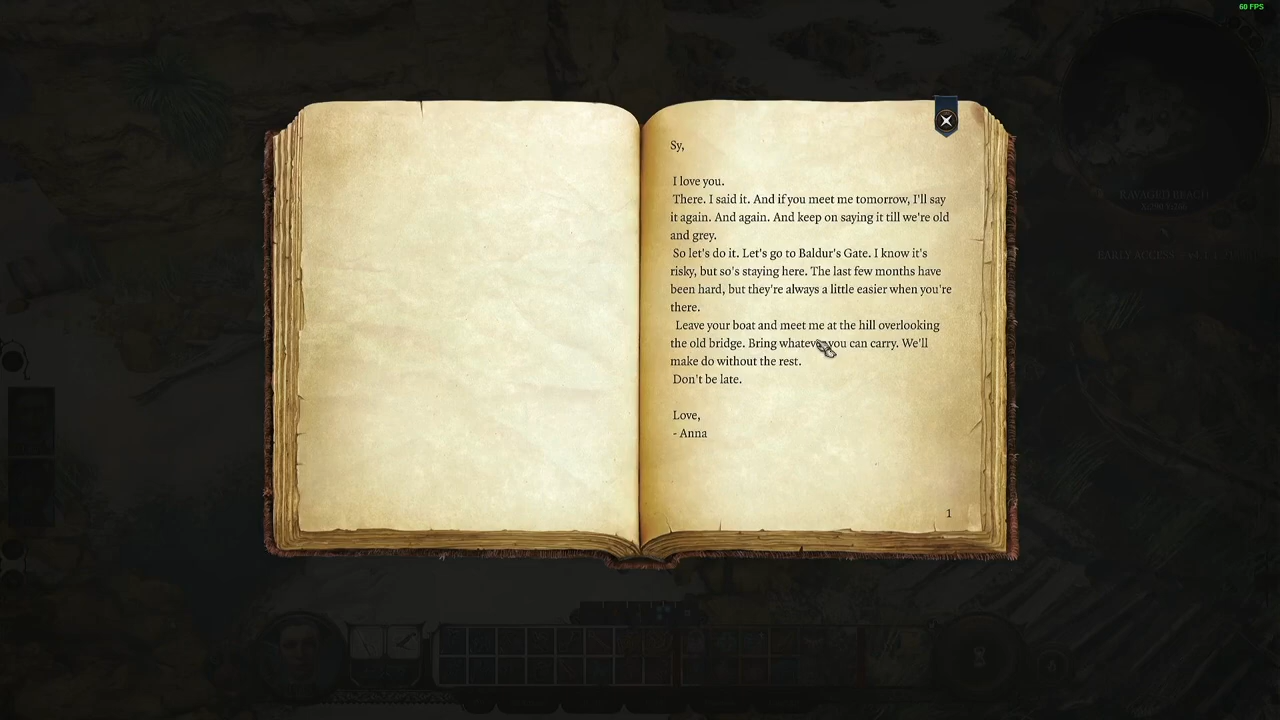 60 FPS
Sy,
I love you.
There. I said it. And if you meet me tomorrow, I'll say
it again. And again. And keep on saying it till we're old
and grey.
So let's do it. Let's go to Baldur's Gate. I know it's
risky, but so's staying here. The last few months have
been hard, but they're always a little easier when you're
there.
Leave your boat and meet me at the hill overlooking
the old bridge. Bring whatever you can carry. We'll
make do without the rest.
Don't be late.
Love,
- Anna
1
RAVAGED BEACH
EARLY ACCESS